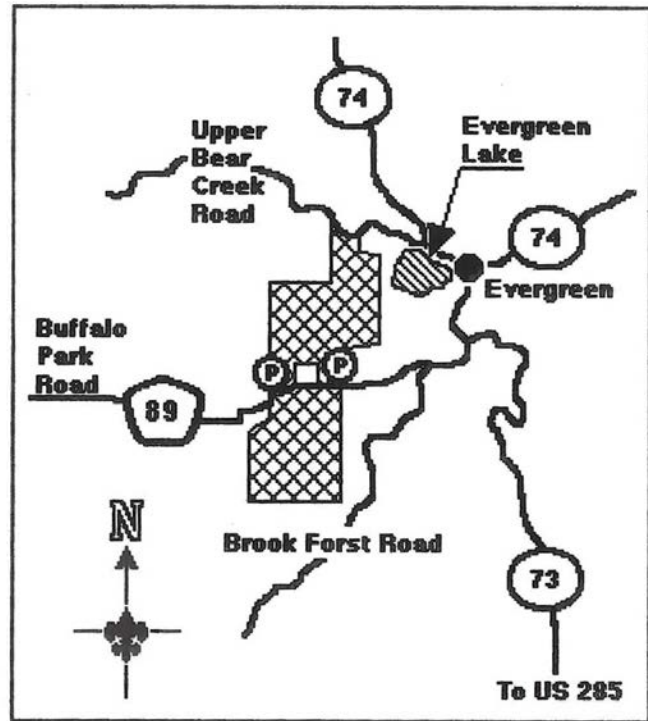 74
Upper
Bear
Creek
Road
Evergreen
Lake
74
Evergreen
Buffalo
Park
Road
P
P
89
N
Brook Forst Road
73
To US 285